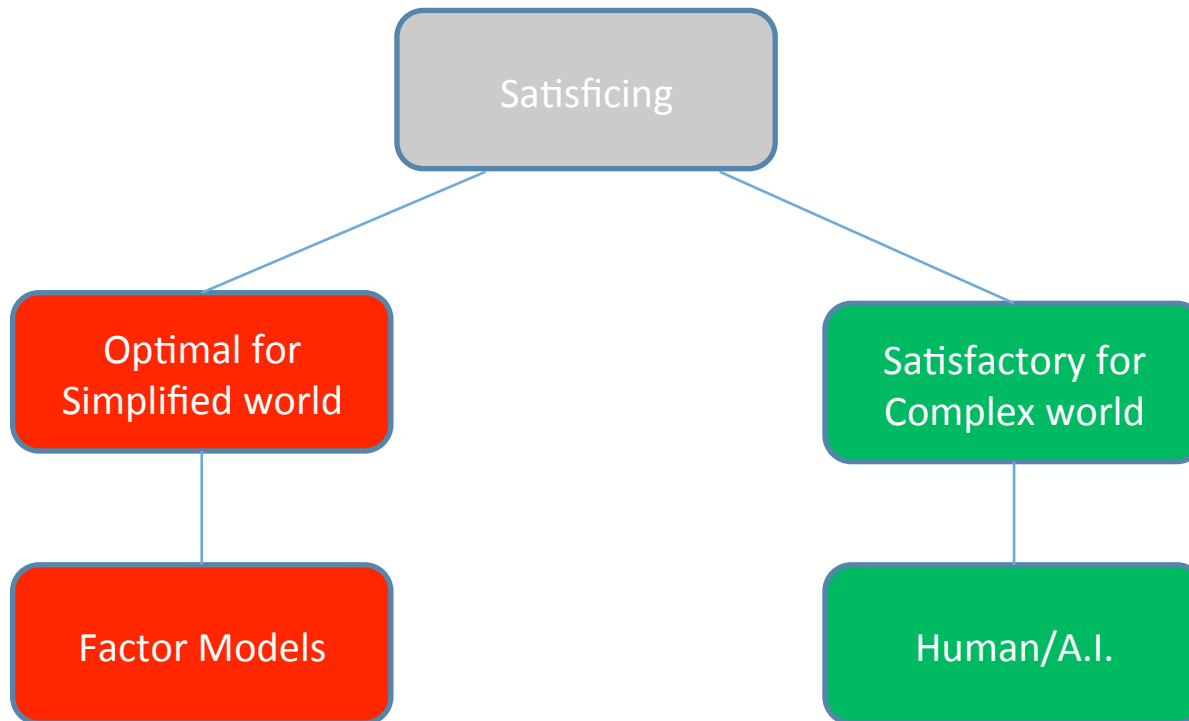 Satisficing
Optimal for
Simplified world
Satisfactory for
Complex world
Factor Models
Human/A.I.